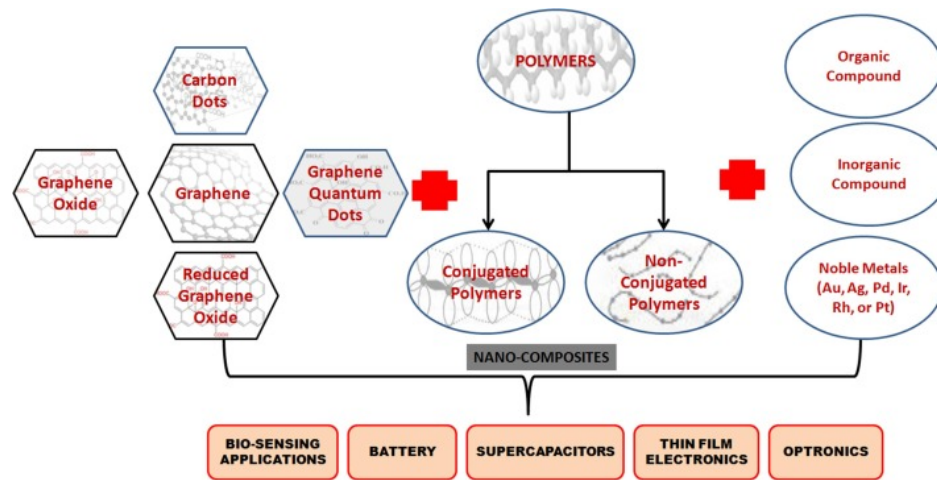 Carbon
Dots
Graphene
Oxide
Graphene
Graphene
Quantum
Dots
Reduced
Graphene
Oxide
POLYMERS
Conjugated
Polymers
Non-
Conjugated
Polymers
Organic
Compound
Inorganic
Compound
Noble Metals
(Au, Ag, Pd, Ir,
Rh, or Pt)
NANO-COMPOSITES
BIO-SENSING
APPLICATIONS
BATTERY
SUPERCAPACITORS
THIN FILM
ELECTRONICS
OPTRONICS